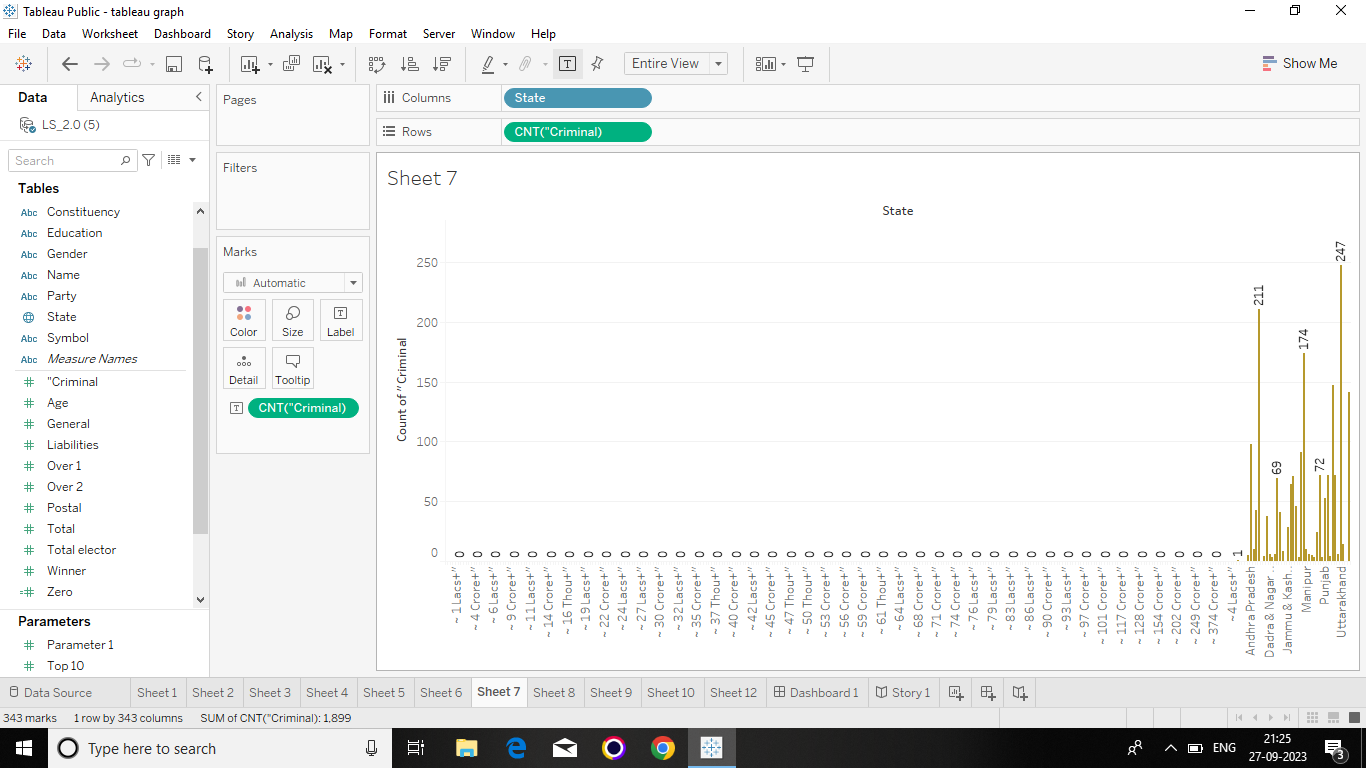 Tableau Public - tableau graph
File Data Worksheet Dashboard Story Analysis Map Format Server Window Help
Entire View
Show Me
Data Analytics
LS_2.0 (5)
Search
Tables
Abc Constituency
Abc Education
Abc Gender
Abc Name
Abc Party
State
Abc Symbol
Abc Measure Names
# "Criminal
# Age
# General
# Liabilities
# Over 1
# Over 2
# Postal
# Total
# Total elector
# Winner
=# Zero
Parameters
# Parameter 1
# Top 10
Pages
Filters
Marks
Automatic
Color Size Label
Detail Tooltip
CNT("Criminal)
Columns State
Rows CNT("Criminal)
Sheet 7
State
Count of "Criminal
250
200
150
100
50
0
0 0 0 0 0 0 0 0 0 0 0 0 0 0 0 0 0 0 0 0 0 0 0 0 0 0 0 0 0 0 0 0 0 0 0 0 0 0 0 0 0 0 1 211 69 174 72 247
~ 1 Lacs+"
~ 4 Crore+"
~ 6 Lacs+"
~ 9 Crore+"
~ 11 Lacs+"
~ 14 Crore+"
~ 16 Thou+"
~ 19 Lacs+"
~ 22 Crore+"
~ 24 Lacs+"
~ 27 Lacs+"
~ 30 Crore+"
~ 32 Lacs+"
~ 35 Crore+"
~ 37 Thou+"
~ 40 Crore+"
~ 42 Lacs+"
~ 45 Crore+"
~ 47 Thou+"
~ 50 Thou+"
~ 53 Crore+"
~ 56 Crore+"
~ 59 Crore+"
~ 61 Thou+"
~ 64 Lacs+"
~ 68 Crore+"
~ 71 Crore+"
~ 74 Crore+"
~ 76 Lacs+"
~ 79 Lacs+"
~ 83 Lacs+"
~ 86 Lacs+"
~ 90 Crore+"
~ 93 Lacs+"
~ 97 Crore+"
~ 101 Crore+"
~ 117 Crore+"
~ 128 Crore+"
~ 154 Crore+"
~ 202 Crore+"
~ 249 Crore+"
~ 374 Crore+"
~4 Lacs+"
Andhra Pradesh
Dadra & Nagar ..
Jammu & Kash..
Manipur
Punjab
Uttarakhand
Data Source Sheet 1 Sheet 2 Sheet 3 Sheet 4 Sheet 5 Sheet 6 Sheet 7 Sheet 8 Sheet 9 Sheet 10 Sheet 12 Dashboard 1 Story 1
343 marks 1 row by 343 columns SUM of CNT("Criminal): 1,899
Type here to search
ENG
21:25
27-09-2023
3